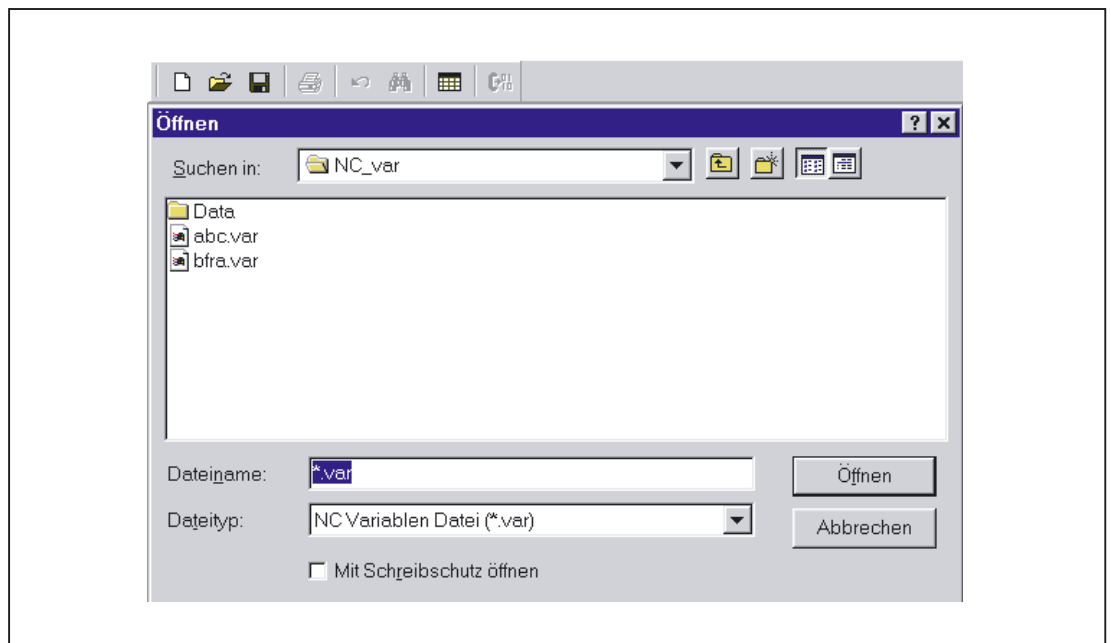 Öffnen
Suchen in: NC_var
Data
abc.var
bfra.var
Dateiname: *.var Öffnen
Dateityp: NC Variablen Datei (*.var) Abbrechen
Mit Schreibschutz öffnen